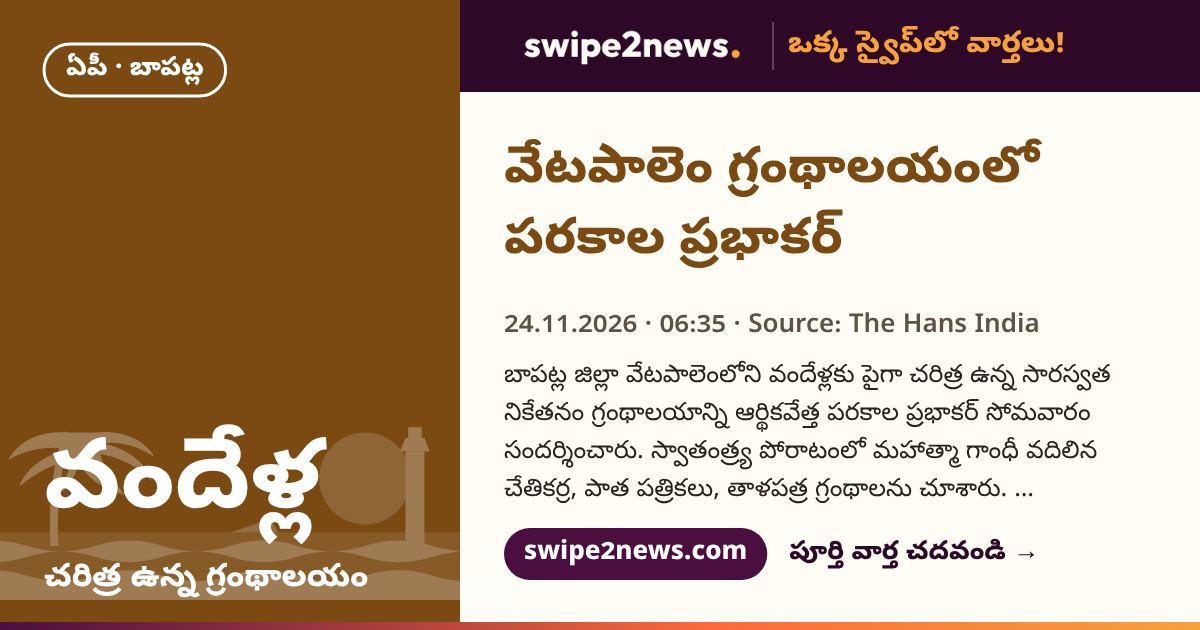 ఏపీ · బాపట్ల
వందేళ్ల
చరిత్ర ఉన్న గ్రంథాలయం
swipe2news. ఒక్క స్వైప్‌లో వార్తలు!
వేటపాలెం గ్రంథాలయంలో
పరకాల ప్రభాకర్
24.11.2026 · 06:35 · Source: The Hans India
బాపట్ల జిల్లా వేటపాలెంలోని వందేళ్లకు పైగా చరిత్ర ఉన్న సారస్వత
నికేతనం గ్రంథాలయాన్ని ఆర్థికవేత్త పరకాల ప్రభాకర్ సోమవారం
సందర్శించారు. స్వాతంత్ర్య పోరాటంలో మహాత్మా గాంధీ వదిలిన
చేతికర్ర, పాత పత్రికలు, తాళపత్ర గ్రంథాలను చూశారు. ...
swipe2news.com పూర్తి వార్త చదవండి →